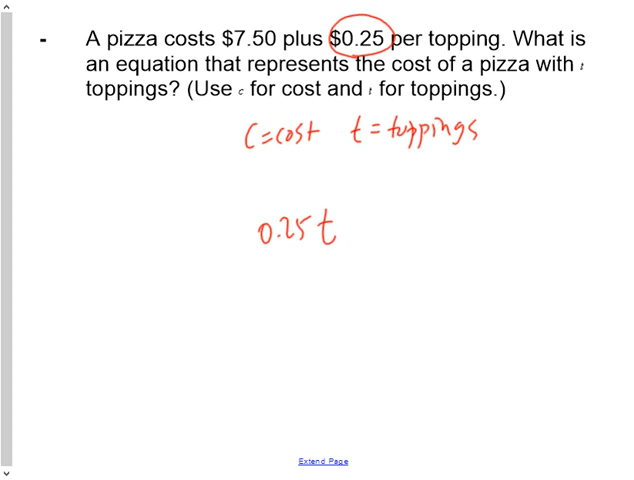 - A pizza costs $7.50 plus $0.25 per topping. What is
an equation that represents the cost of a pizza with t
toppings? (Use c for cost and t for toppings.)
C=cost t=toppings
0.25t
Extend Page